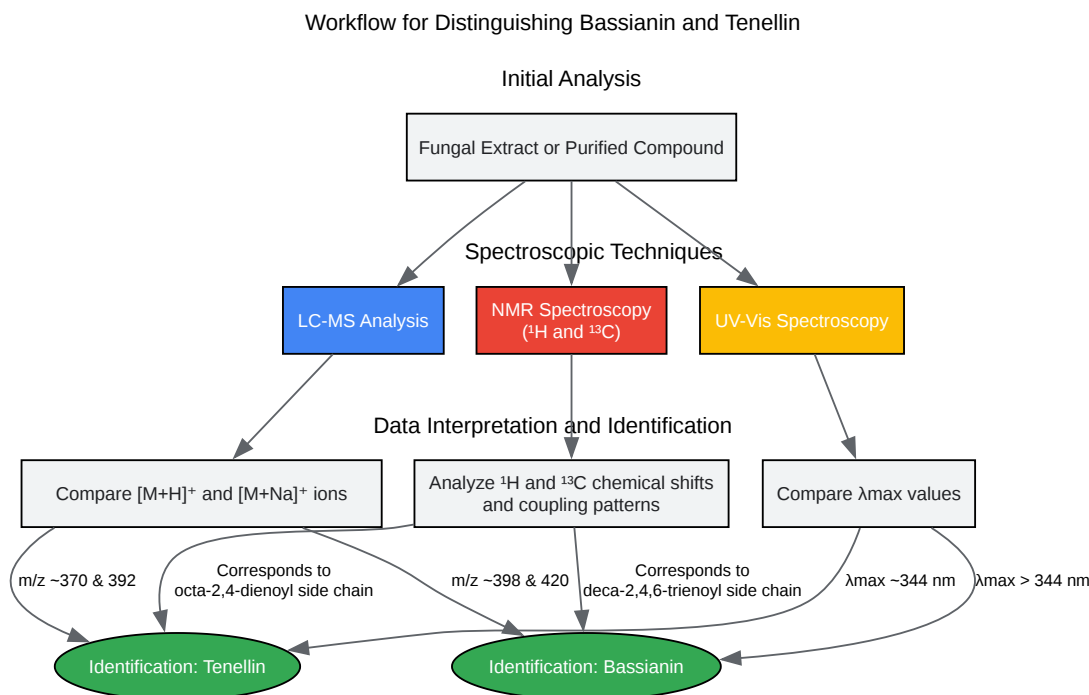 Workflow for Distinguishing Bassianin and Tenellin
Initial Analysis
Fungal Extract or Purified Compound
Spectroscopic Techniques
LC-MS Analysis
NMR Spectroscopy
(¹H and ¹³C)
UV-Vis Spectroscopy
Data Interpretation and Identification
Compare [M+H]⁺ and [M+Na]⁺ ions
Analyze ¹H and ¹³C chemical shifts
and coupling patterns
Compare λmax values
m/z ~370 & 392
Corresponds to
octa-2,4-dienoyl side chain
m/z ~398 & 420
Corresponds to
deca-2,4,6-trienoyl side chain
λmax ~344 nm
λmax > 344 nm
Identification: Tenellin
Identification: Bassianin